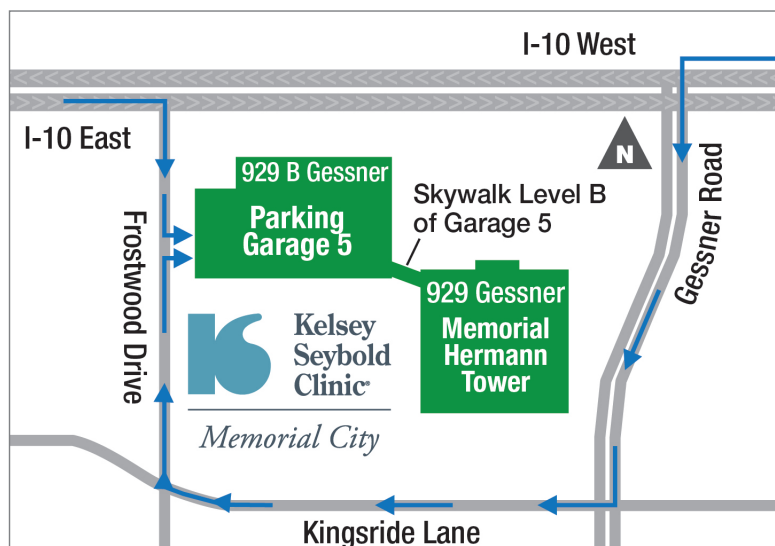 I-10 West
I-10 East
N
929 B Gessner
Parking
Garage 5
Skywalk Level B
of Garage 5
Gessner Road
Frostwood Drive
929 Gessner
Memorial
Hermann
Tower
Kelsey
Seybold
Clinic®
Memorial City
Kingsride Lane